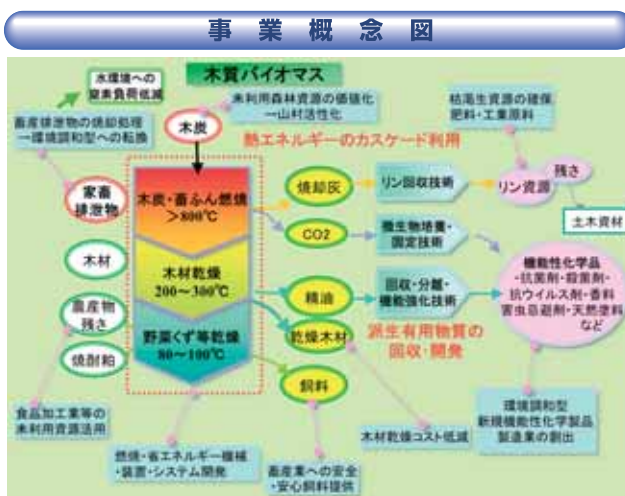 事業概念図
水環境への
窒素負荷低減
木質バイオマス
未利用森林資源の価値化
→山村活性化
枯渇生資源の確保
肥料・工業原料
畜産排泄物の焼却処理
→環境調和型への転換
木炭
熱エネルギーのカスケード利用
家畜
排泄物
木炭・畜ふん燃焼
>800℃
焼却灰
リン回収技術
リン資源
残さ
土木資材
CO2
微生物培養・
固定技術
木材
木材乾燥
200～300℃
精油
回収・分離・
機能強化技術
機能性化学品
・抗菌剤・殺菌剤・
抗ウイルス剤・香料
害虫忌避剤・天然塗料
など
農産物
残さ
乾燥木材
派生有用物質の
回収・開発
焼酎粕
野菜くず等乾燥
80～100℃
飼料
食品加工業等の
未利用資源活用
燃焼・省エネルギー機械
・装置・システム開発
畜産業への安全
・安心飼料提供
木材乾燥コスト低減
環境調和型
新規機能性化学製品
製造業の創出